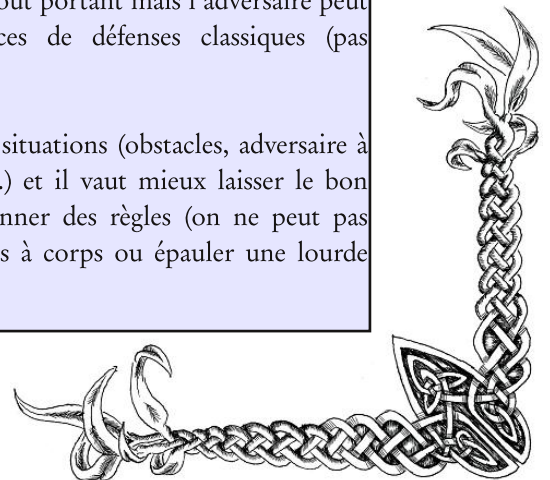 out portant mais l'adversaire peut
ces de défenses classiques (pas
situations (obstacles, adversaire à
.) et il vaut mieux laisser le bon
nner des règles (on ne peut pas
s à corps ou épauler une lourde